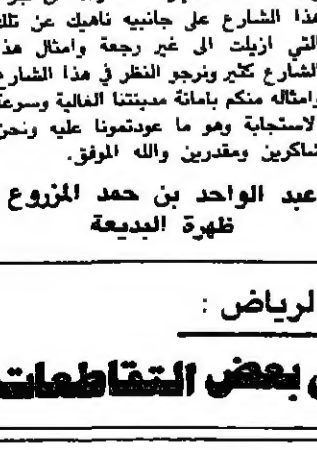 هذا الشارع على جانبيه ناهيك عن تلك
التي ازيلت الى غير رجعة وامثال هذا
الشارع كثير ونرجو النظر في هذا الشارع
وامثاله منكم بامانة مدينتنا الغالية وسرعة
الاستجابة وهو ما عودتمونا عليه ونحن
شاكرين ومقدرين والله الموفق.
عبد الواحد بن حمد المزروع
ظهرة البديعة
الرياض :
بعض التقاطعات